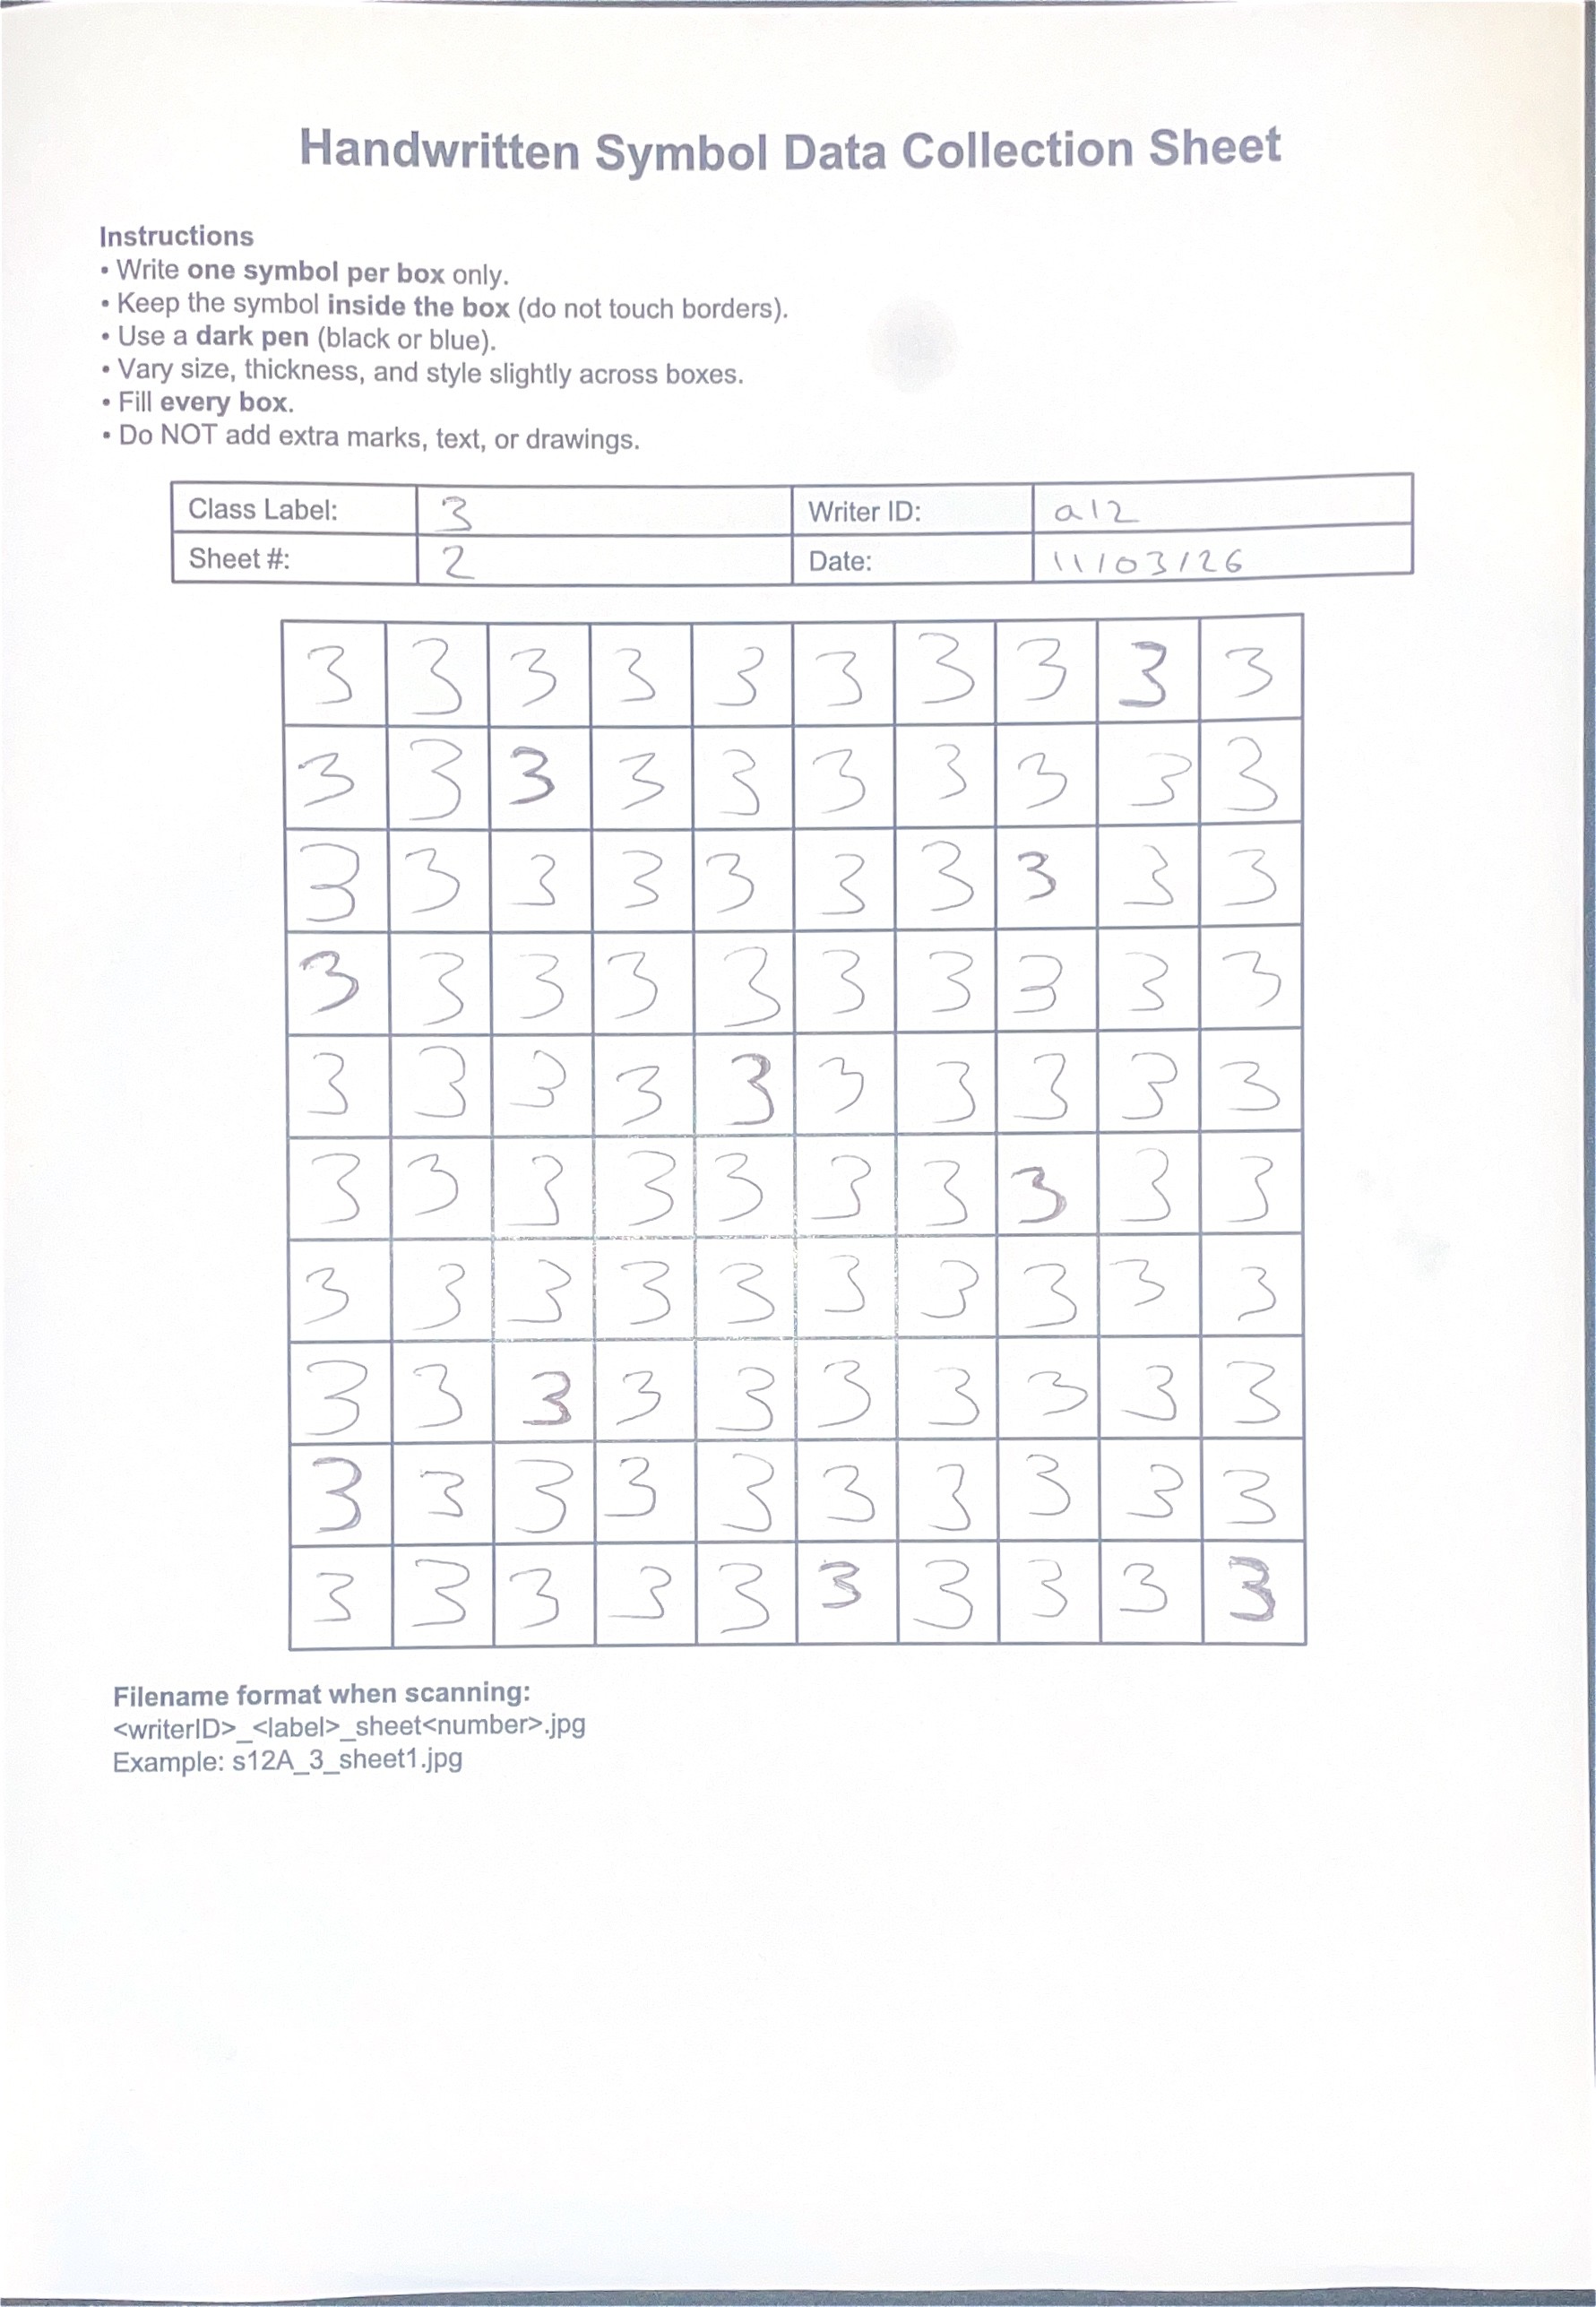 Handwritten Symbol Data Collection Sheet
Instructions
• Write one symbol per box only.
• Keep the symbol inside the box (do not touch borders).
• Use a dark pen (black or blue).
• Vary size, thickness, and style slightly across boxes.
• Fill every box.
• Do NOT add extra marks, text, or drawings.
Class Label: 3 Writer ID: a12
Sheet #: 2 Date: 11/03/26
3 3 3 3 3 3 3 3 3 3
3 3 3 3 3 3 3 3 3 3
3 3 3 3 3 3 3 3 3 3
3 3 3 3 3 3 3 3 3 3
3 3 3 3 3 3 3 3 3 3
3 3 3 3 3 3 3 3 3 3
3 3 3 3 3 3 3 3 3 3
3 3 3 3 3 3 3 3 3 3
3 3 3 3 3 3 3 3 3 3
3 3 3 3 3 3 3 3 3 3
Filename format when scanning:
<writerID>_<label>_sheet<number>.jpg
Example: s12A_3_sheet1.jpg